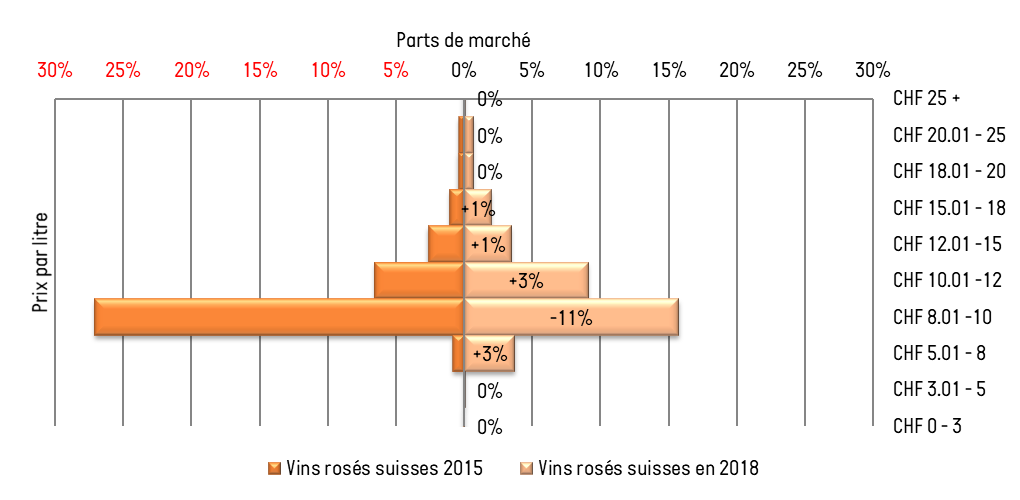 Parts de marché
30% 25% 20% 15% 10% 5% 0% 5% 10% 15% 20% 25% 30%
0% CHF 25 +
0% CHF 20.01 - 25
0% CHF 18.01 - 20
+1% CHF 15.01 - 18
+1% CHF 12.01 -15
+3% CHF 10.01 -12
-11% CHF 8.01 -10
+3% CHF 5.01 - 8
0% CHF 3.01 - 5
0% CHF 0 - 3
Prix par litre
Vins rosés suisses 2015 Vins rosés suisses en 2018